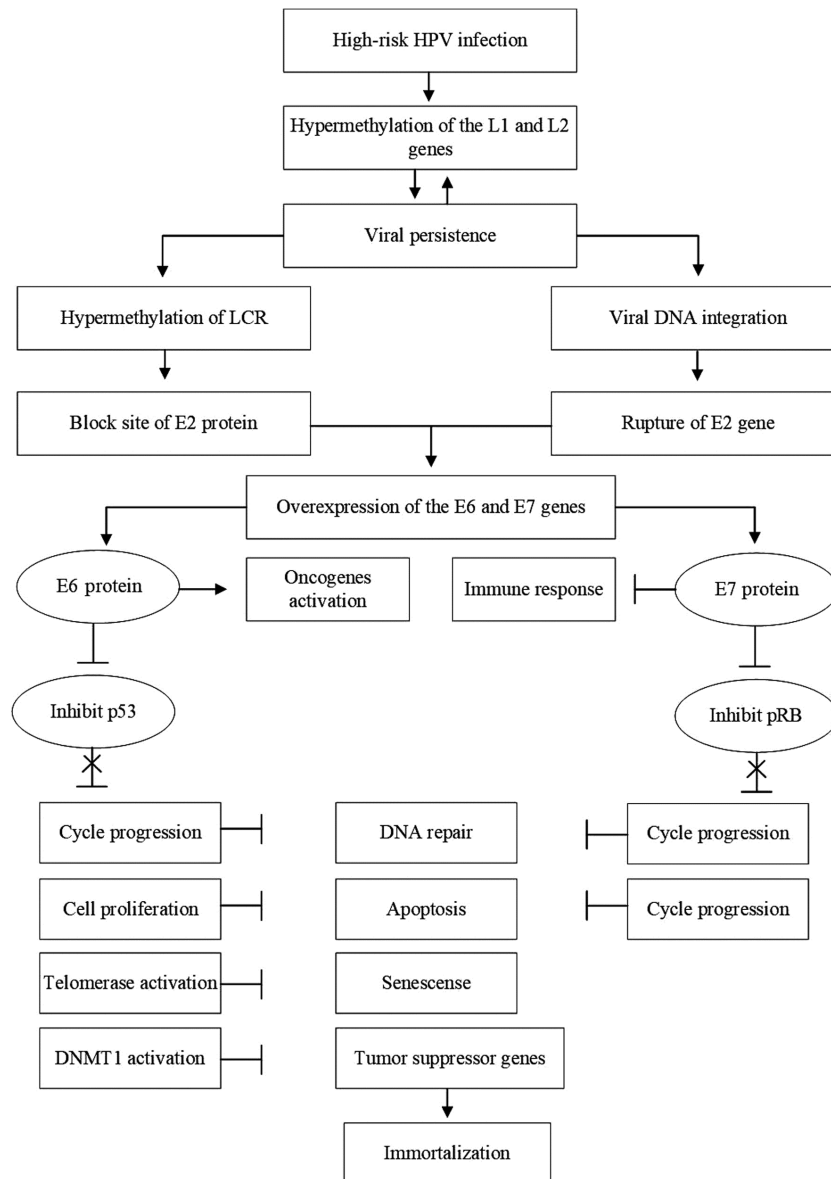 High-risk HPV infection
Hypermethylation of the L1 and L2
genes
Viral persistence
Hypermethylation of LCR
Viral DNA integration
Block site of E2 protein
Rupture of E2 gene
Overexpression of the E6 and E7 genes
E6 protein
Oncogenes
activation
Immune response
E7 protein
Inhibit p53
Inhibit pRB
Cycle progression
DNA repair
Cycle progression
Cell proliferation
Apoptosis
Cycle progression
Telomerase activation
Senescense
DNMT1 activation
Tumor suppressor genes
Immortalization